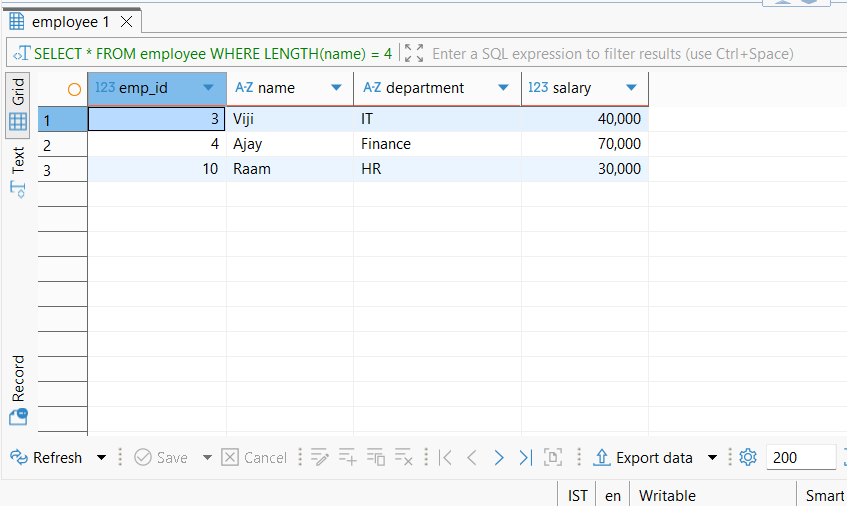 employee 1
SELECT * FROM employee WHERE LENGTH(name) = 4 Enter a SQL expression to filter results (use Ctrl+Space)
Grid
Text
Record
123 emp_id A-Z name A-Z department 123 salary
1 3 Viji IT 40,000
2 4 Ajay Finance 70,000
3 10 Raam HR 30,000
Refresh Save Cancel Export data 200
IST en Writable Smart